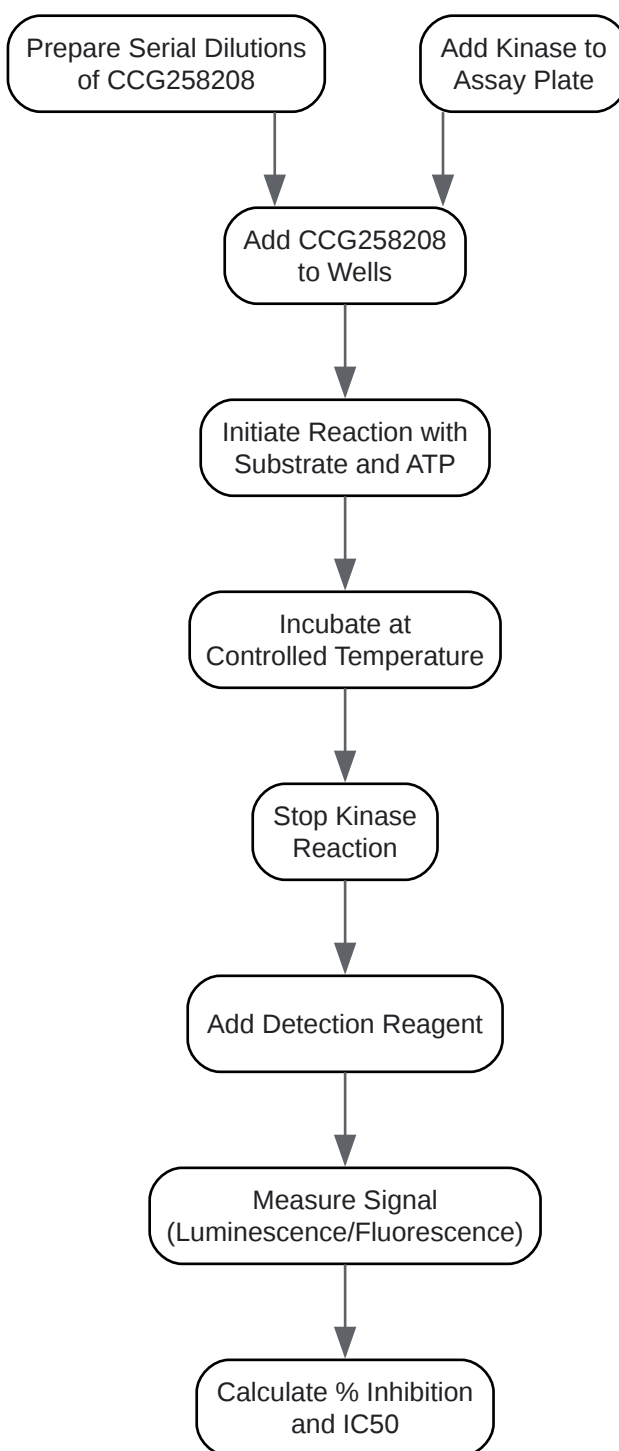 Prepare Serial Dilutions
of CCG258208
Add Kinase to
Assay Plate
Add CCG258208
to Wells
Initiate Reaction with
Substrate and ATP
Incubate at
Controlled Temperature
Stop Kinase
Reaction
Add Detection Reagent
Measure Signal
(Luminescence/Fluorescence)
Calculate % Inhibition
and IC50